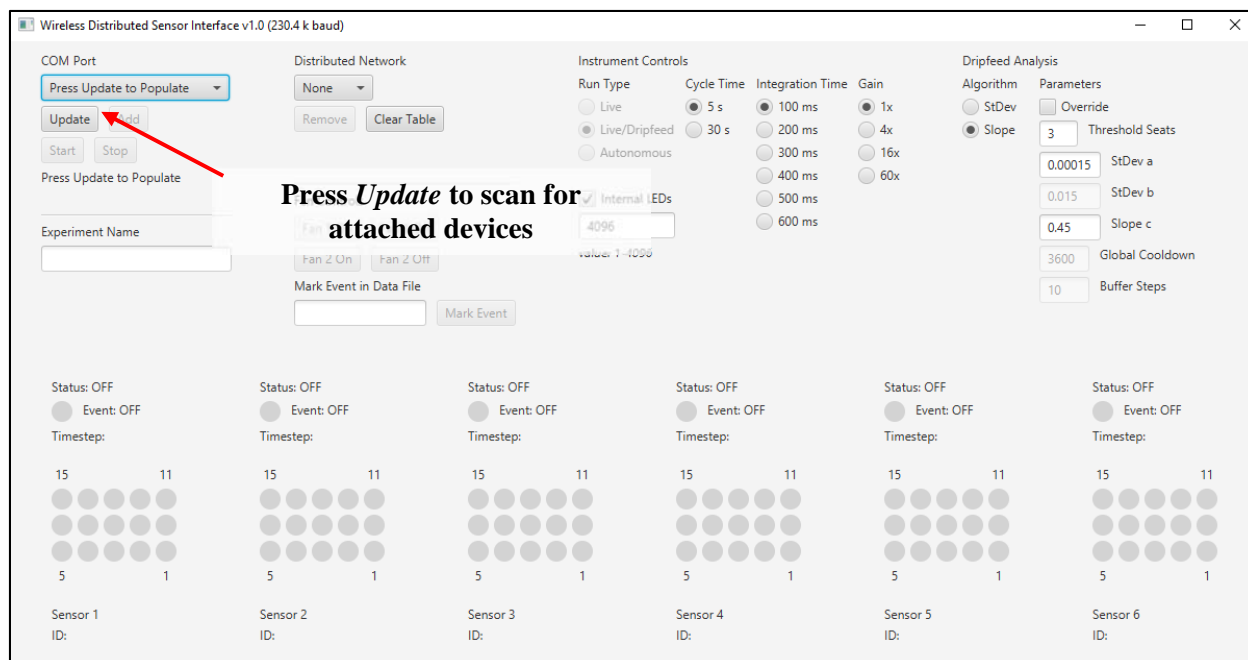 Wireless Distributed Sensor Interface v1.0 (230.4 k baud)
COM Port
Press Update to Populate
Update
Add
Start
Stop
Press Update to Populate
Experiment Name
Distributed Network
None
Remove
Clear Table
Press Update to scan for
attached devices
Fan 2 On
Fan 2 Off
Mark Event in Data File
Mark Event
Instrument Controls
Run Type
Live
Live/Dripfeed
Autonomous
Internal LEDs
4096
value: 1-4096
Cycle Time
5 s
30 s
Integration Time
100 ms
200 ms
300 ms
400 ms
500 ms
600 ms
Gain
1x
4x
16x
60x
Dripfeed Analysis
Algorithm
StDev
Slope
Parameters
Override
3 Threshold Seats
0.00015 StDev a
0.015 StDev b
0.45 Slope c
3600 Global Cooldown
10 Buffer Steps
Status: OFF
Event: OFF
Timestep:
15 11
5 1
Sensor 1
ID:
Status: OFF
Event: OFF
Timestep:
15 11
5 1
Sensor 2
ID:
Status: OFF
Event: OFF
Timestep:
15 11
5 1
Sensor 3
ID:
Status: OFF
Event: OFF
Timestep:
15 11
5 1
Sensor 4
ID:
Status: OFF
Event: OFF
Timestep:
15 11
5 1
Sensor 5
ID:
Status: OFF
Event: OFF
Timestep:
15 11
5 1
Sensor 6
ID: